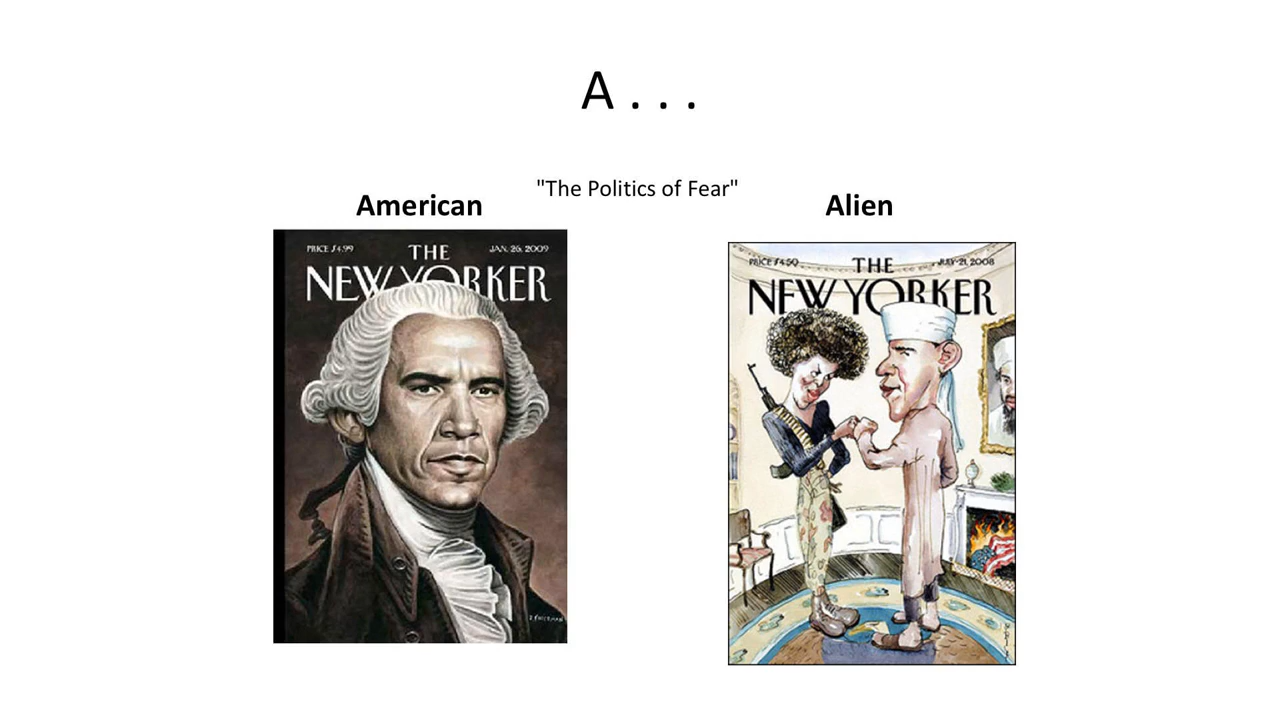 A . . .
"The Politics of Fear"
American
Alien
PRICE $4.99
THE
JAN. 26, 2009
NEW YORKER
PRICE $4.50
THE
JULY 21, 2008
NEW YORKER